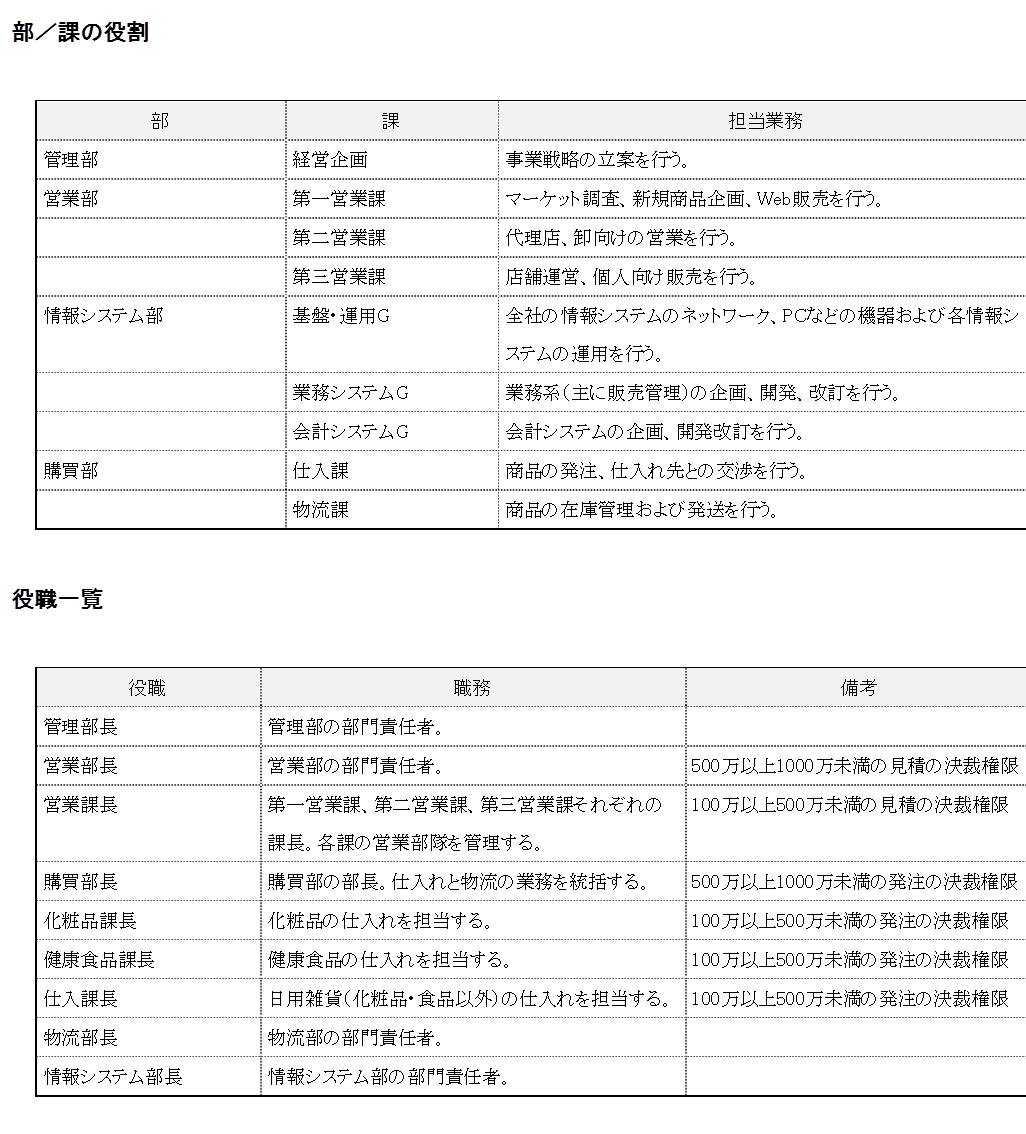 部／課の役割
部 課 担当業務
管理部 経営企画 事業戦略の立案を行う。
営業部 第一営業課 マーケット調査、新規商品企画、Web販売を行う。
第二営業課 代理店、卸向けの営業を行う。
第三営業課 店舗運営、個人向け販売を行う。
情報システム部 基盤・運用G 全社の情報システムのネットワーク、PCなどの機器および各情報シ
ステムの運用を行う。
業務システムG 業務系（主に販売管理）の企画、開発、改訂を行う。
会計システムG 会計システムの企画、開発改訂を行う。
購買部 仕入課 商品の発注、仕入れ先との交渉を行う。
物流課 商品の在庫管理および発送を行う。
役職一覧
役職 職務 備考
管理部長 管理部の部門責任者。
営業部長 営業部の部門責任者。 500万以上1000万未満の見積の決裁権限
営業課長 第一営業課、第二営業課、第三営業課それぞれの 100万以上500万未満の見積の決裁権限
課長。各課の営業部隊を管理する。
購買部長 購買部の部長。仕入れと物流の業務を統括する。 500万以上1000万未満の発注の決裁権限
化粧品課長 化粧品の仕入れを担当する。 100万以上500万未満の発注の決裁権限
健康食品課長 健康食品の仕入れを担当する。 100万以上500万未満の発注の決裁権限
仕入課長 日用雑貨（化粧品・食品以外）の仕入れを担当する。 100万以上500万未満の発注の決裁権限
物流部長 物流部の部門責任者。
情報システム部長 情報システム部の部門責任者。